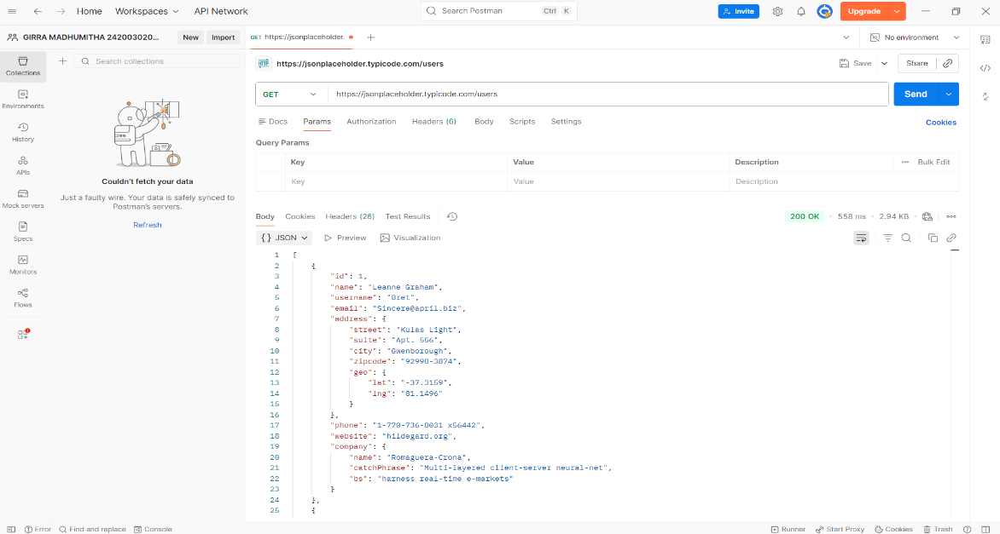 Home Workspaces API Network Search Postman Ctrl K Invite Upgrade
GIRRA MADHUMITHA 242003020... New Import GET https://jsonplaceholder. No environment
Collections
Environments
History
APIs
Mock servers
Specs
Monitors
Flows
Search collections
Couldn't fetch your data
Just a faulty wire. Your data is safely synced to
Postman's servers.
Refresh
HTTP https://jsonplaceholder.typicode.com/users Save Share
GET https://jsonplaceholder.typicode.com/users Send
Docs Params Authorization Headers (6) Body Scripts Settings Cookies
Query Params
Key Value Description Bulk Edit
Key Value Description
Body Cookies Headers (26) Test Results 200 OK 558 ms 2.94 KB
{} JSON Preview Visualization
1 [
2 {
3 "id": 1,
4 "name": "Leanne Graham",
5 "username": "Bret",
6 "email": "Sincere@april.biz",
7 "address": {
8 "street": "Kulas Light",
9 "suite": "Apt. 556",
10 "city": "Gwenborough",
11 "zipcode": "92998-3874",
12 "geo": {
13 "lat": "-37.3159",
14 "lng": "81.1496"
15 }
16 },
17 "phone": "1-770-736-8031 x56442",
18 "website": "hildegard.org",
19 "company": {
20 "name": "Romaguera-Crona",
21 "catchPhrase": "Multi-layered client-server neural-net",
22 "bs": "harness real-time e-markets"
23 }
24 },
25 {
Error Find and replace Console Runner Start Proxy Cookies Trash